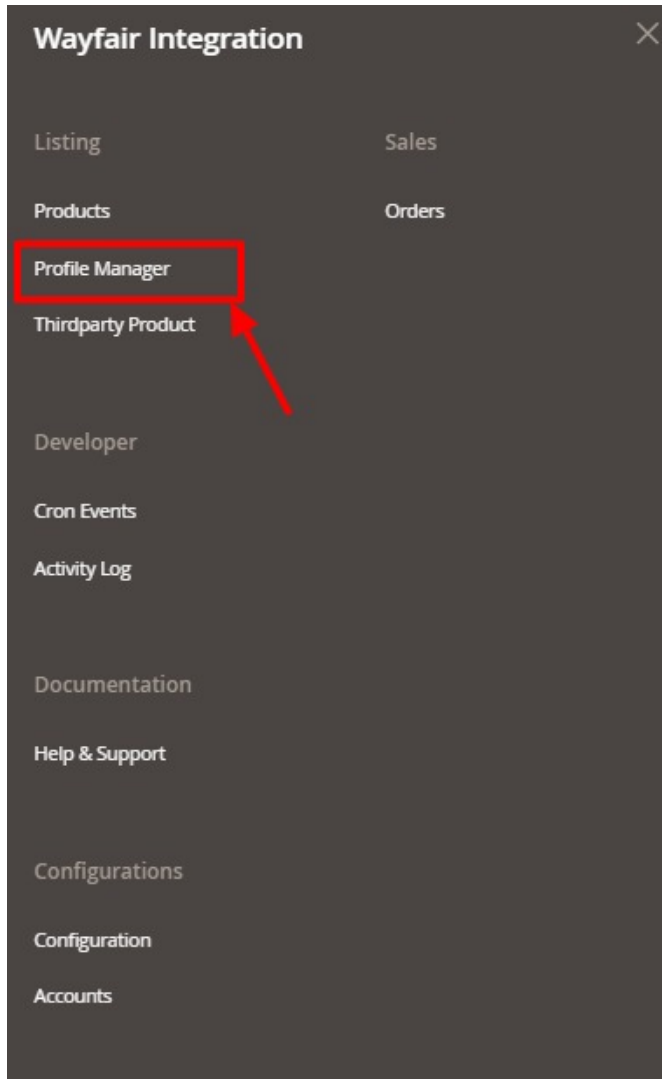 Wayfair Integration
Listing
Products
Profile Manager
Thirdparty Product
Sales
Orders
Developer
Cron Events
Activity Log
Documentation
Help & Support
Configurations
Configuration
Accounts